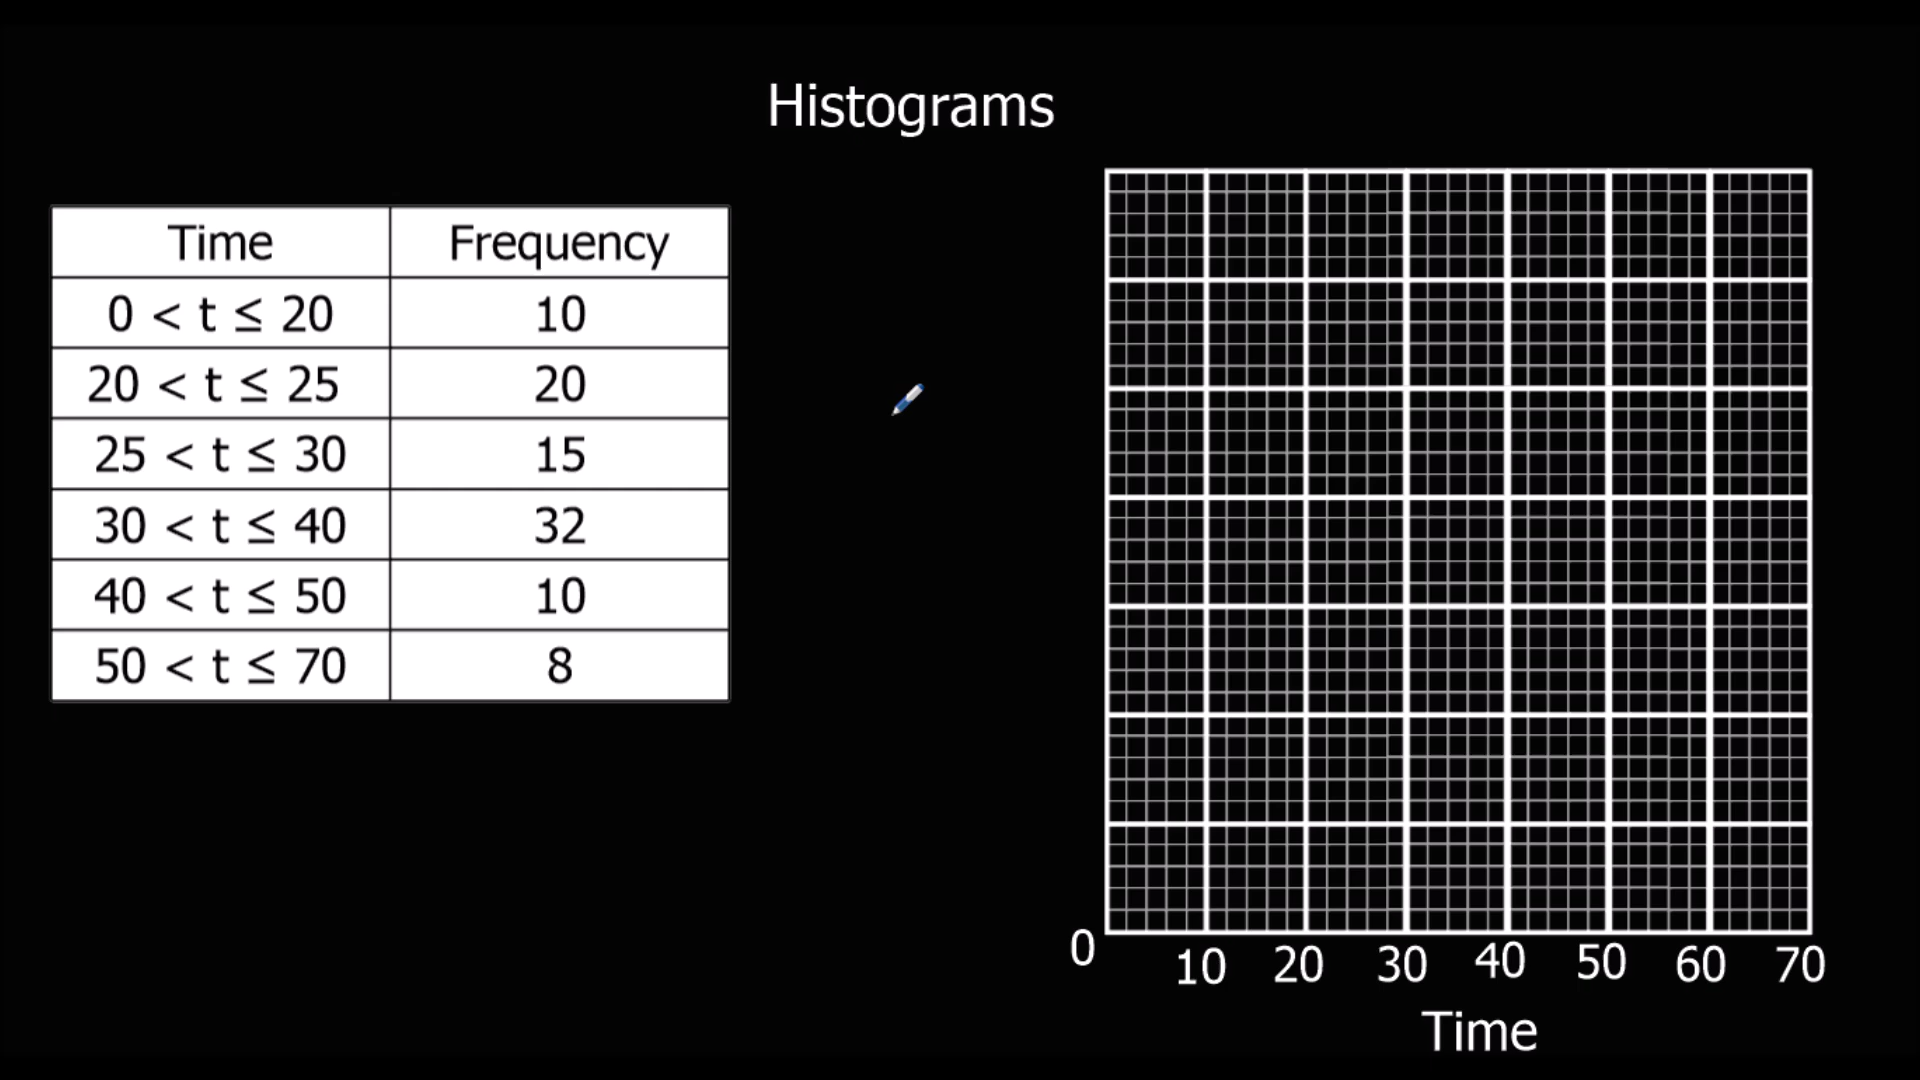 Histograms
Time Frequency
0 < t ≤ 20 10
20 < t ≤ 25 20
25 < t ≤ 30 15
30 < t ≤ 40 32
40 < t ≤ 50 10
50 < t ≤ 70 8
0 10 20 30 40 50 60 70
Time